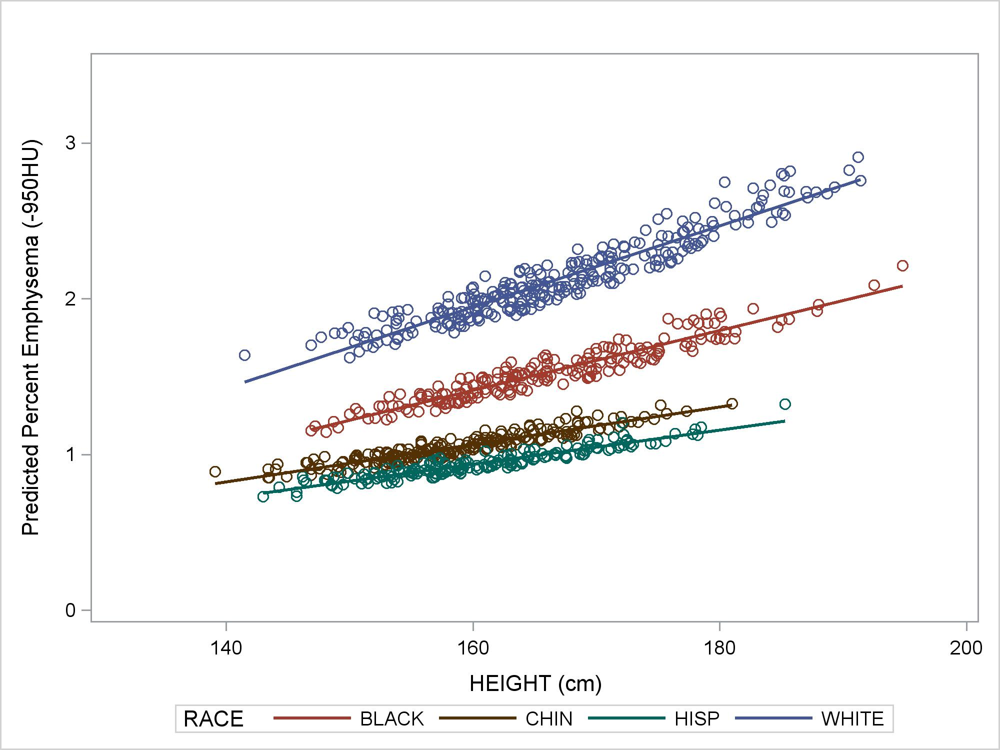 Predicted Percent Emphysema (-950HU)
3
2
1
0
140 160 180 200
HEIGHT (cm)
RACE BLACK CHIN HISP WHITE